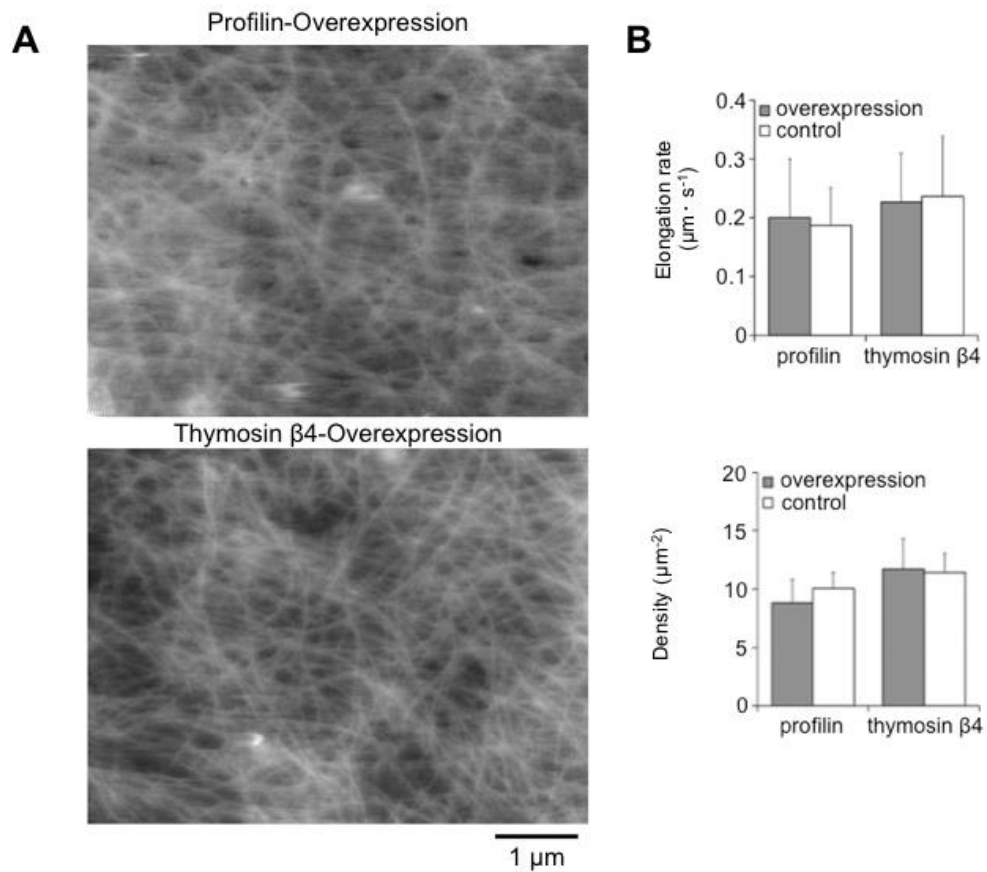 A
Profilin-Overexpression
Thymosin β4-Overexpression
1 μm
B
0.4
0.3
0.2
0.1
0
Elongation rate
(μm・s⁻¹)
overexpression
control
profilin thymosin β4
20
15
10
5
0
Density (μm⁻²)
overexpression
control
profilin thymosin β4